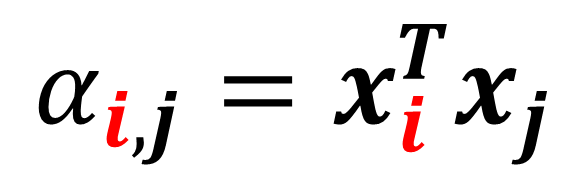 α_{i,j} = x_i^T x_j